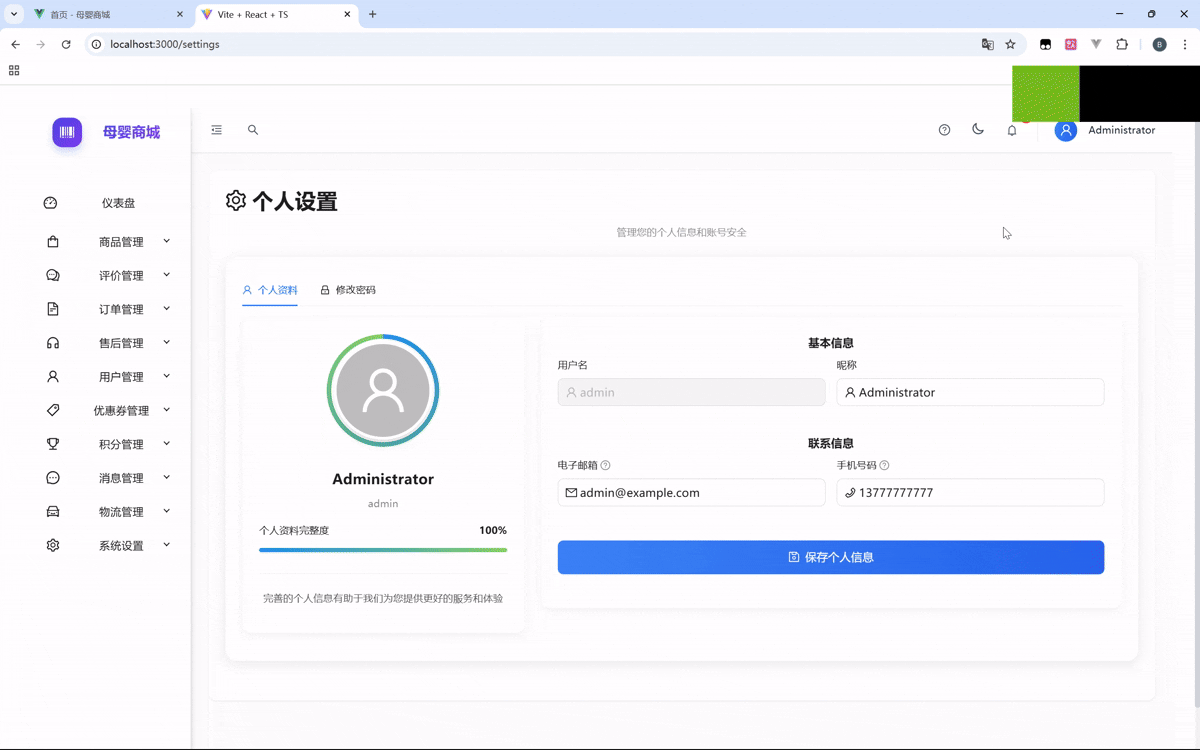 首页 - 母婴商城
Vite + React + TS
localhost:3000/settings
B
母婴商城
Administrator
仪表盘
商品管理
评价管理
订单管理
售后管理
用户管理
优惠券管理
积分管理
消息管理
物流管理
系统设置
个人设置
管理您的个人信息和账号安全
个人资料
修改密码
Administrator
admin
个人资料完整度
100%
完善的个人信息有助于我们为您提供更好的服务和体验
基本信息
用户名
昵称
admin
Administrator
联系信息
电子邮箱
手机号码
admin@example.com
13777777777
保存个人信息